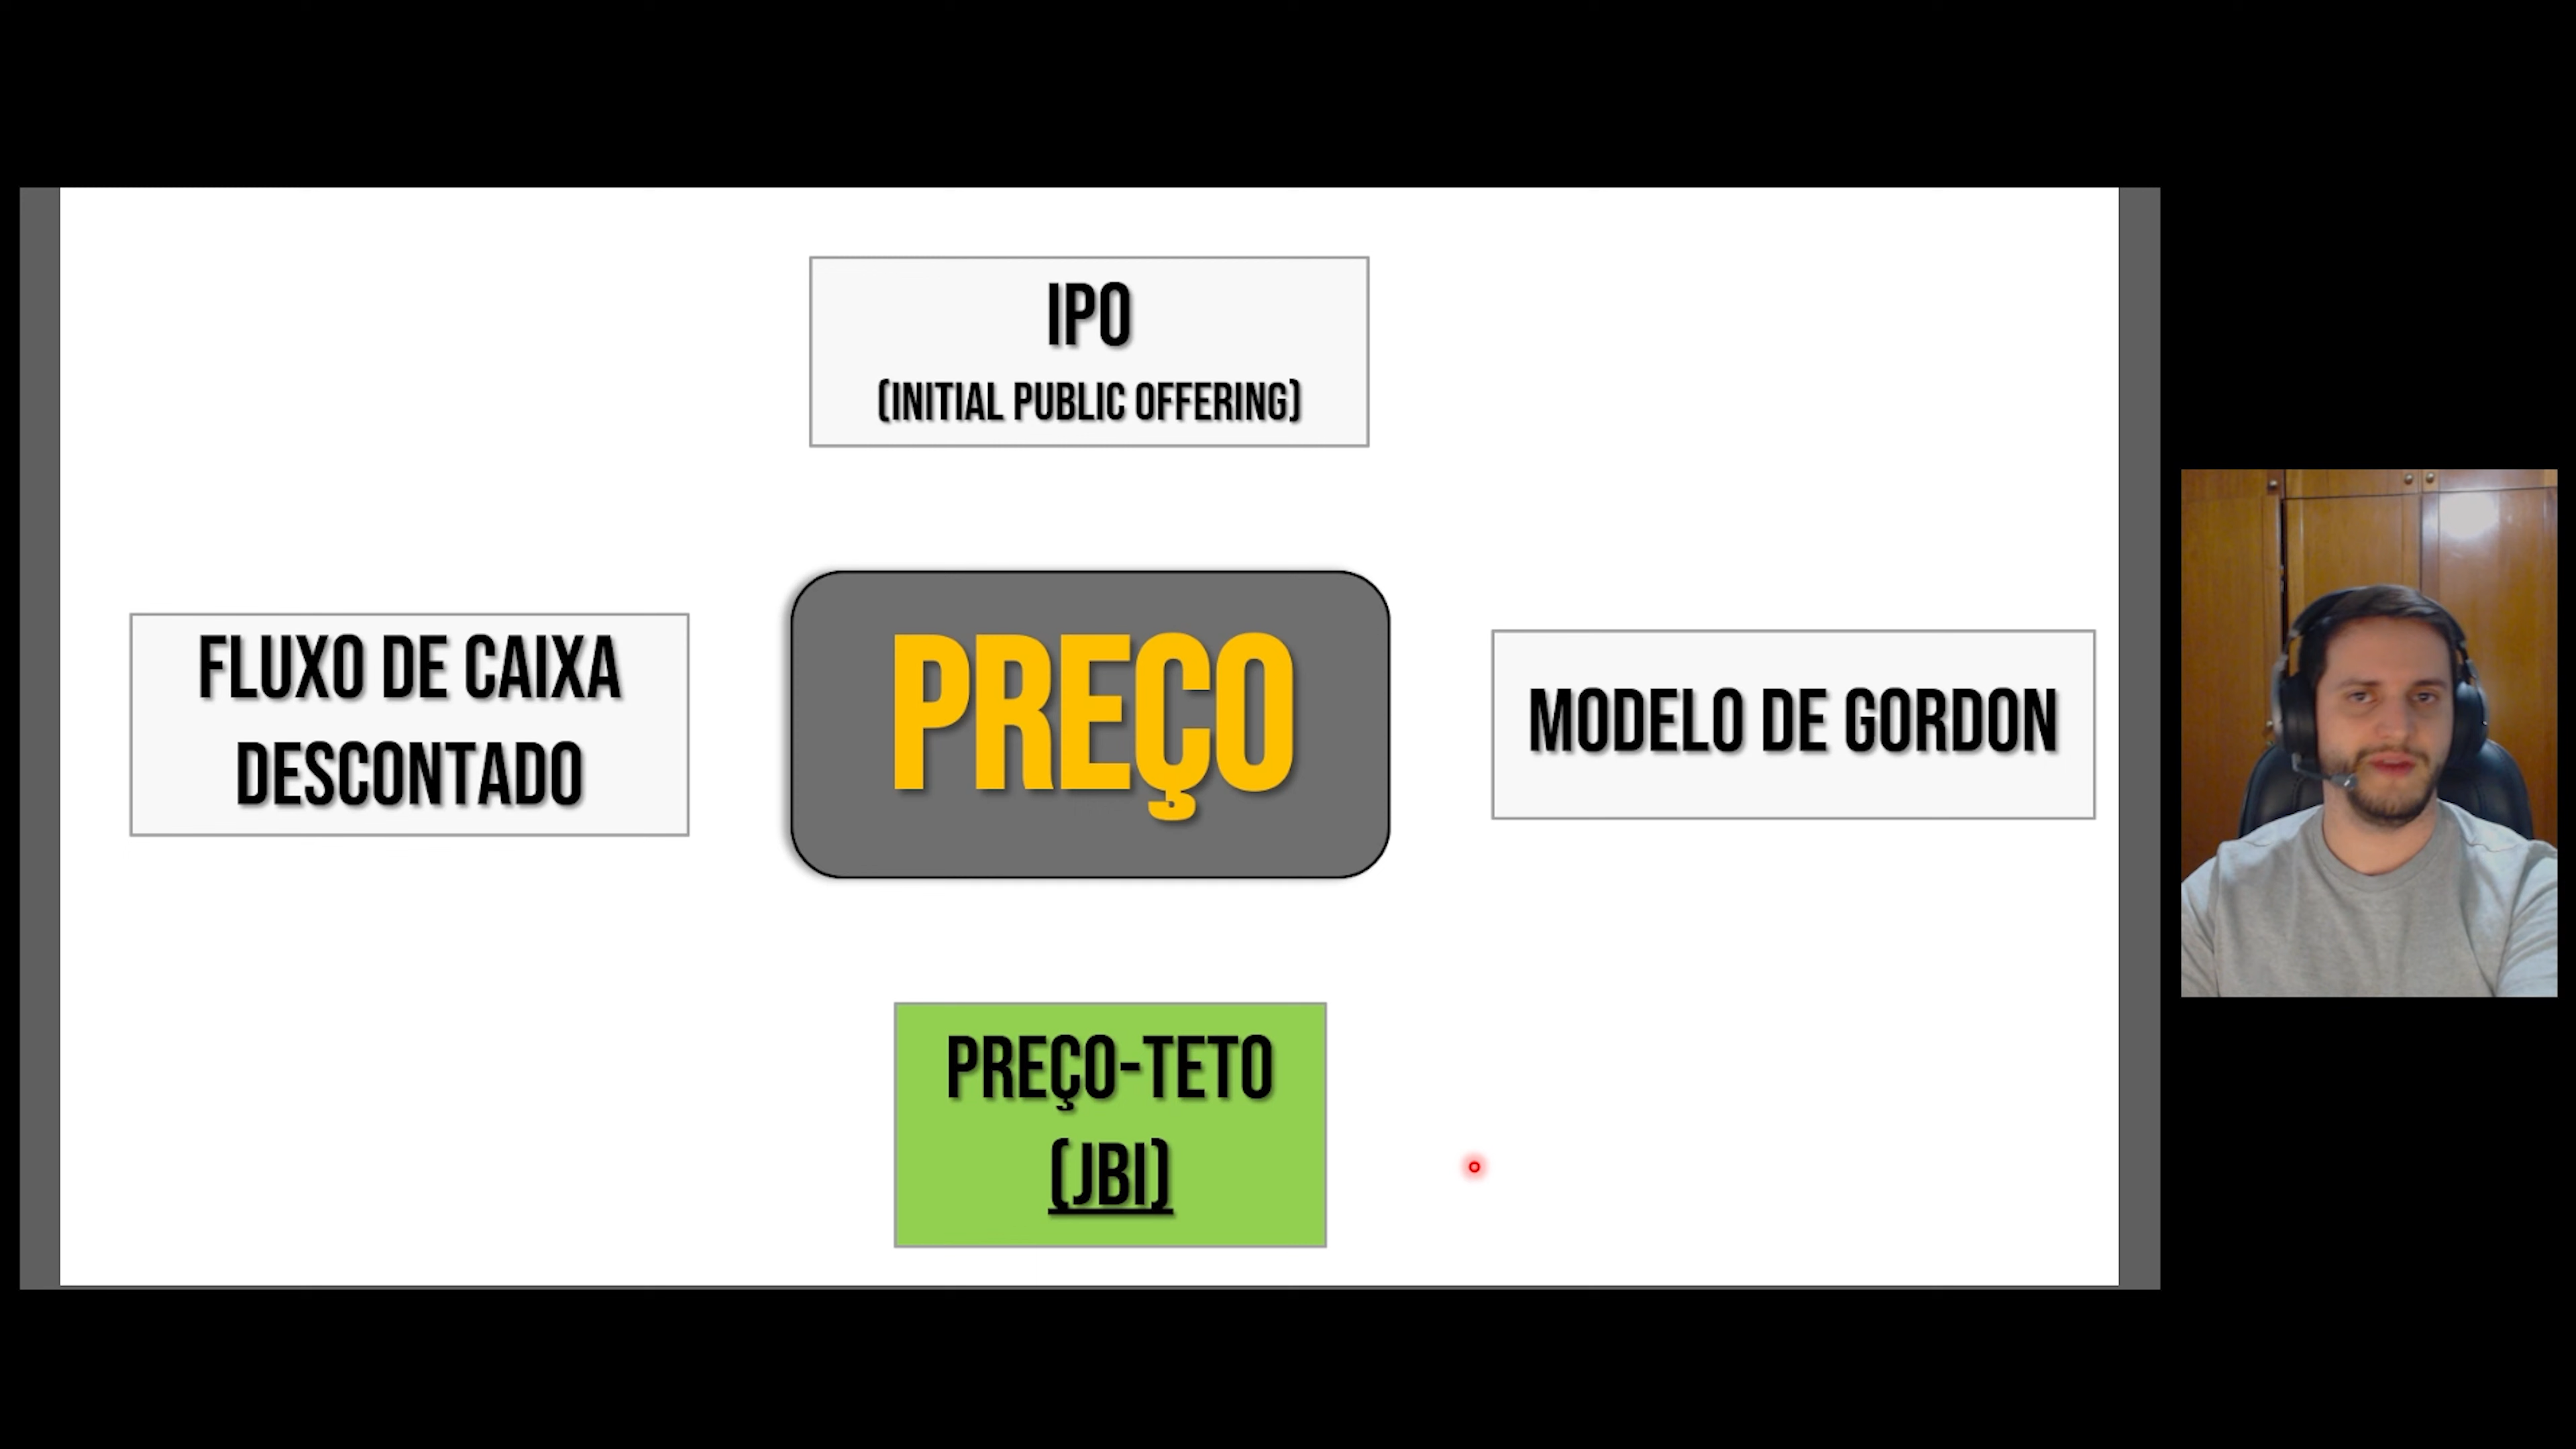 IPO
(INITIAL PUBLIC OFFERING)
FLUXO DE CAIXA
DESCONTADO
PREÇO
MODELO DE GORDON
PREÇO-TETO
(JBI)